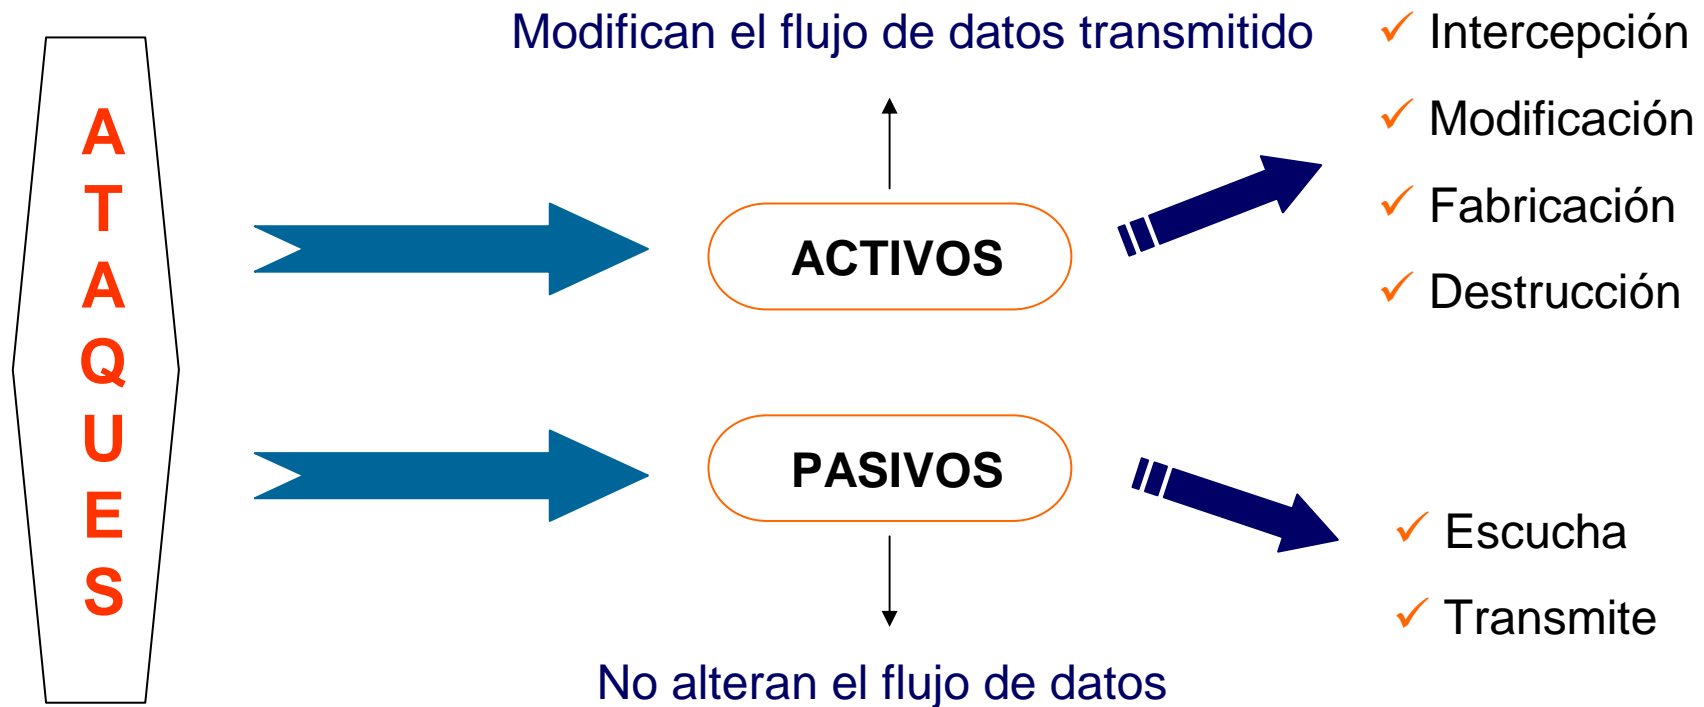 ATAQUES
Modifican el flujo de datos transmitido
ACTIVOS
✓ Intercepción
✓ Modificación
✓ Fabricación
✓ Destrucción
PASIVOS
No alteran el flujo de datos
✓ Escucha
✓ Transmite